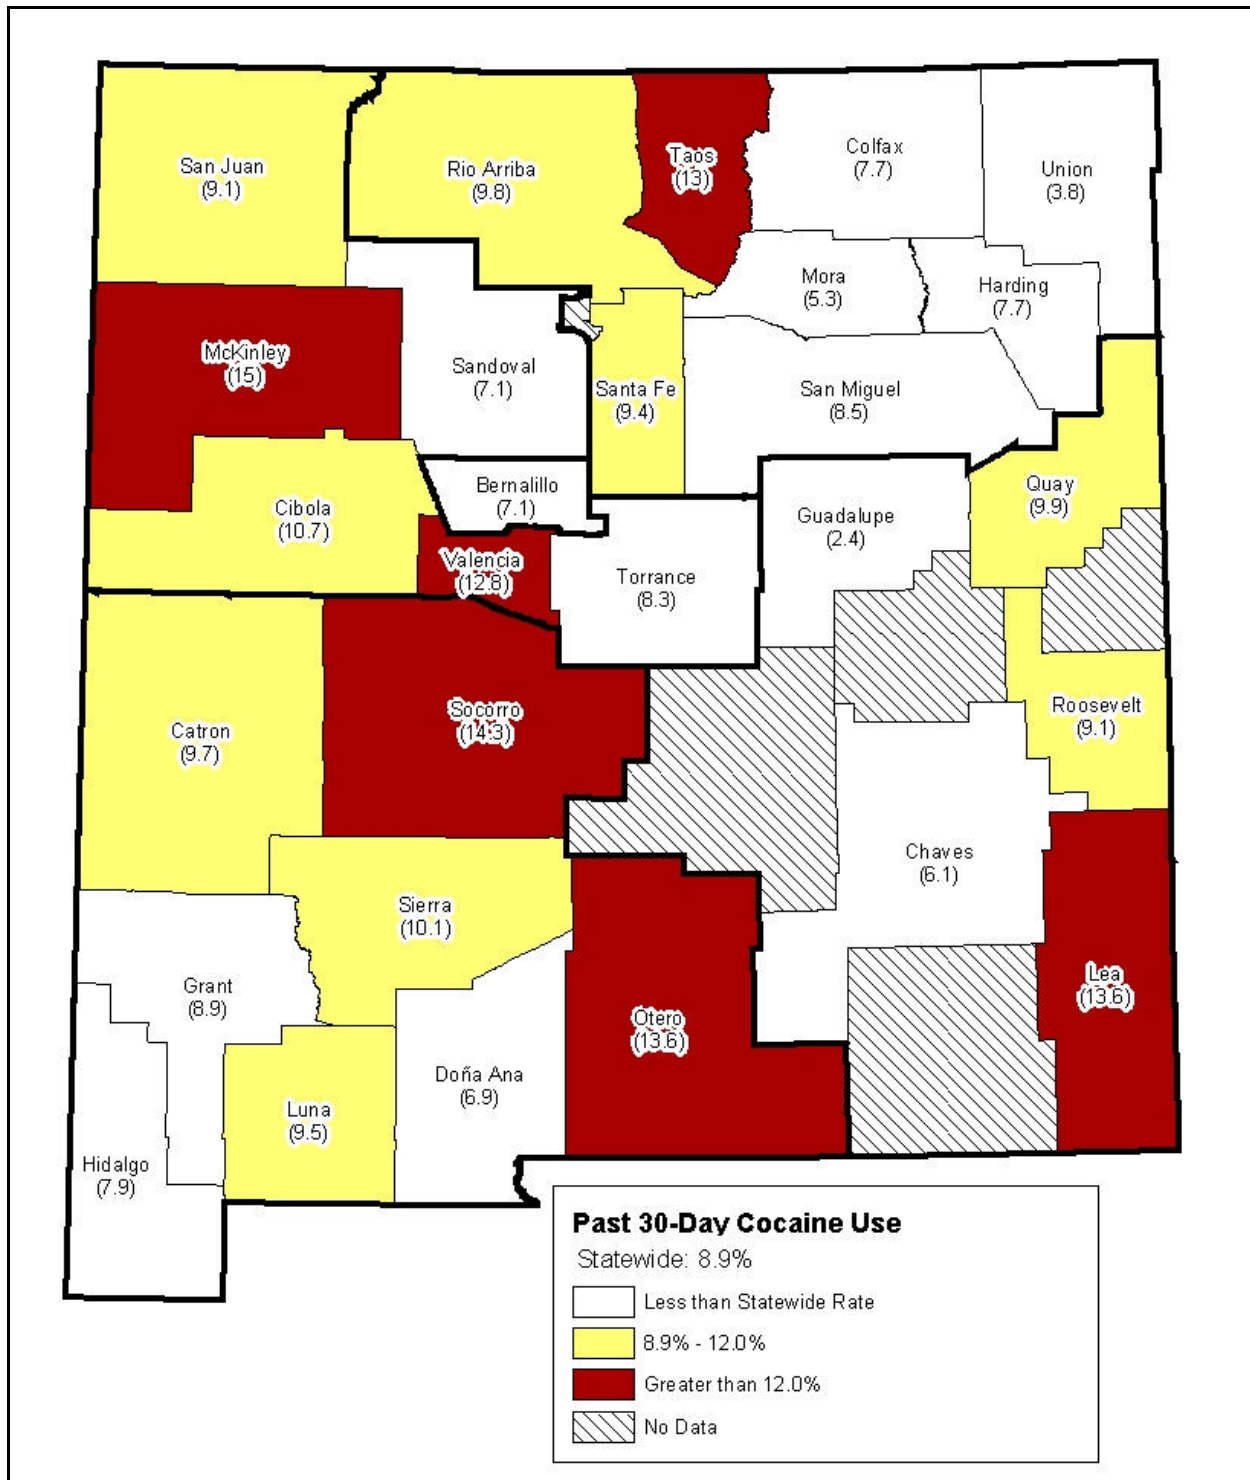 San Juan
(9.1)
Rio Arriba
(9.8)
Taos
(13)
Colfax
(7.7)
Union
(3.8)
McKinley
(15)
Sandoval
(7.1)
Santa Fe
(9.4)
Mora
(5.3)
Harding
(7.7)
San Miguel
(8.5)
Cibola
(10.7)
Bernalillo
(7.1)
Valencia
(12.8)
Torrance
(8.3)
Guadalupe
(2.4)
Quay
(9.9)
Catron
(9.7)
Socorro
(14.3)
Roosevelt
(9.1)
Sierra
(10.1)
Chaves
(6.1)
Grant
(8.9)
Otero
(13.6)
Lea
(13.6)
Luna
(9.5)
Doña Ana
(6.9)
Hidalgo
(7.9)
Past 30-Day Cocaine Use
Statewide: 8.9%
Less than Statewide Rate
8.9% - 12.0%
Greater than 12.0%
No Data